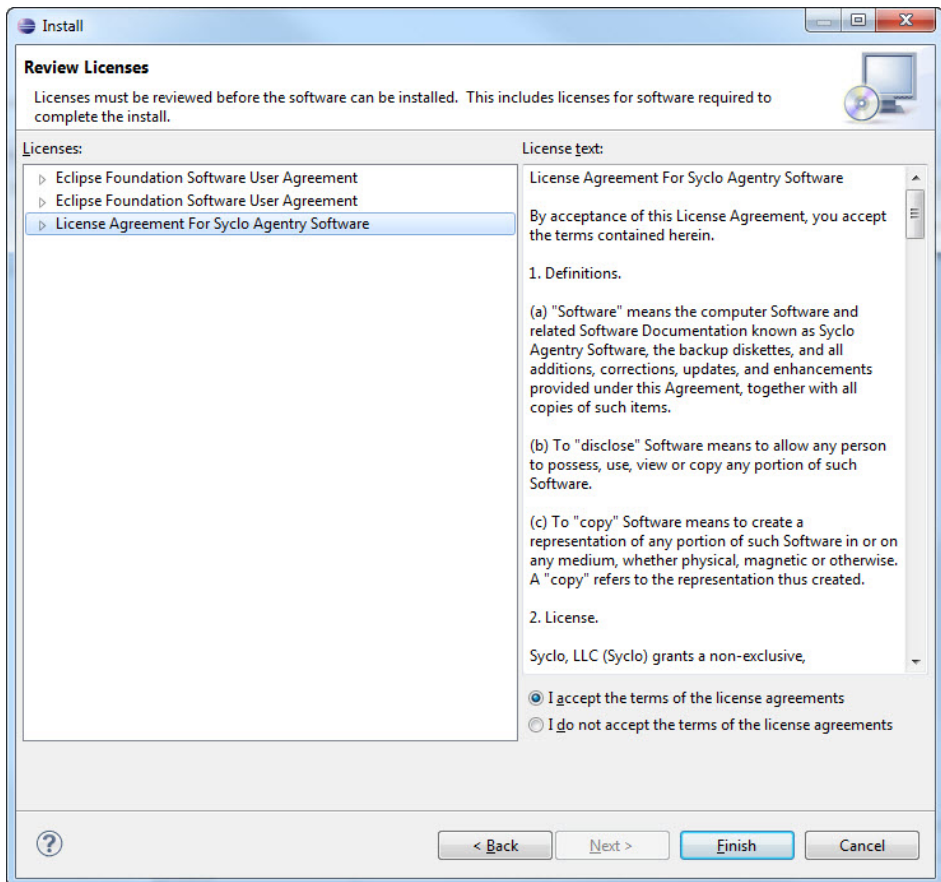 Install
Review Licenses
Licenses must be reviewed before the software can be installed.  This includes licenses for software required to
complete the install.
Licenses:
Eclipse Foundation Software User Agreement
Eclipse Foundation Software User Agreement
License Agreement For Syclo Agentry Software
License text:
License Agreement For Syclo Agentry Software
By acceptance of this License Agreement, you accept
the terms contained herein.
1. Definitions.
(a) "Software" means the computer Software and
related Software Documentation known as Syclo
Agentry Software, the backup diskettes, and all
additions, corrections, updates, and enhancements
provided under this Agreement, together with all
copies of such items.
(b) To "disclose" Software means to allow any person
to possess, use, view or copy any portion of such
Software.
(c) To "copy" Software means to create a
representation of any portion of such Software in or on
any medium, whether physical, magnetic or otherwise.
A "copy" refers to the representation thus created.
2. License.
Syclo, LLC (Syclo) grants a non-exclusive,
I accept the terms of the license agreements
I do not accept the terms of the license agreements
? < Back Next > Finish Cancel